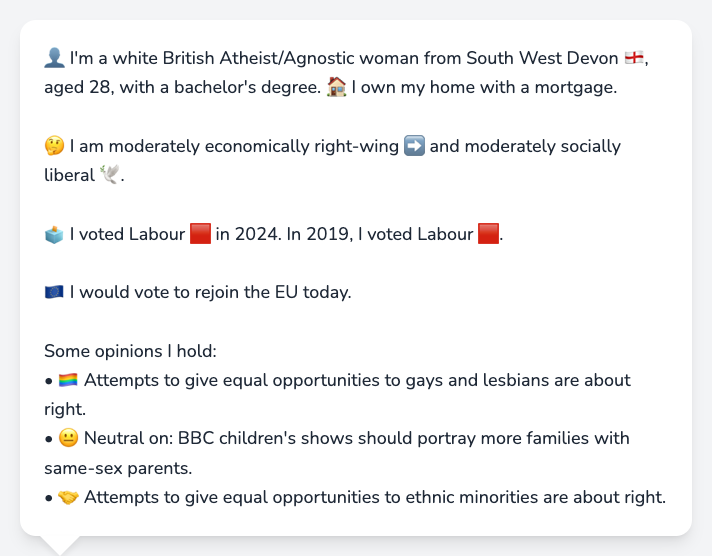 👤 I'm a white British Atheist/Agnostic woman from South West Devon 🏴󠁧󠁢󠁥󠁮󠁧󠁿,
aged 28, with a bachelor's degree. 🏠 I own my home with a mortgage.
🤔 I am moderately economically right-wing ➡️ and moderately socially
liberal 🕊️.
🗳️ I voted Labour 🟥 in 2024. In 2019, I voted Labour 🟥.
🇪🇺 I would vote to rejoin the EU today.
Some opinions I hold:
• 🏳️‍🌈 Attempts to give equal opportunities to gays and lesbians are about
right.
• 😐 Neutral on: BBC children's shows should portray more families with
same-sex parents.
• 🤝 Attempts to give equal opportunities to ethnic minorities are about right.